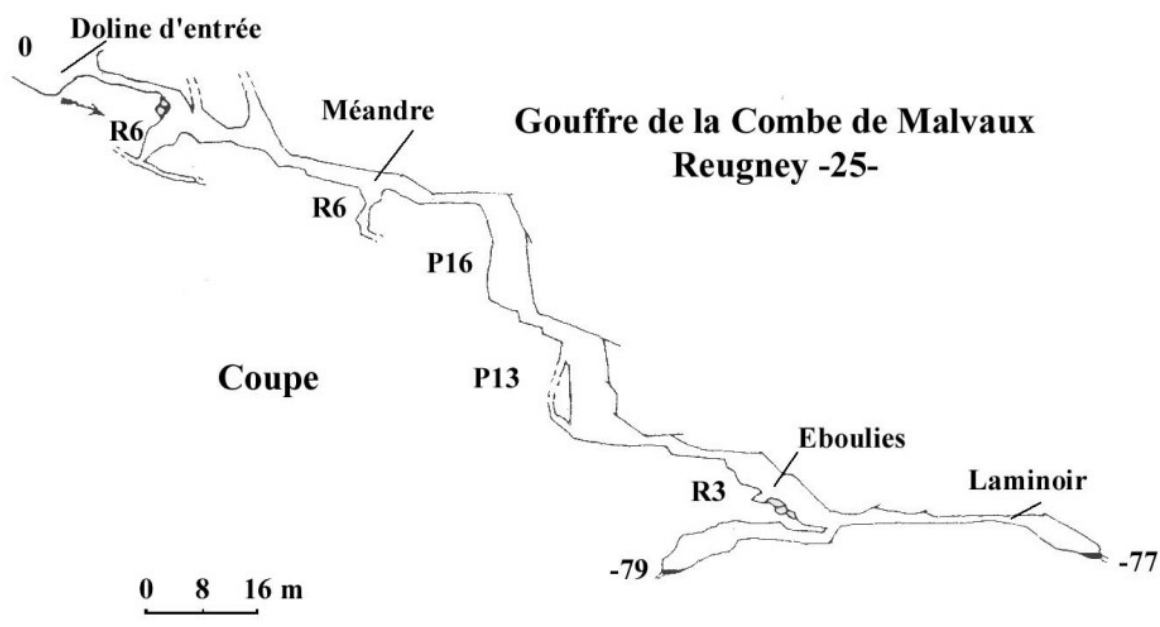 Doline d'entrée
0
R6
Méandre
Gouffre de la Combe de Malvaux
Reugney -25-
R6
P16
Coupe
P13
Eboulies
R3
Laminoir
-79
-77
0 8 16 m